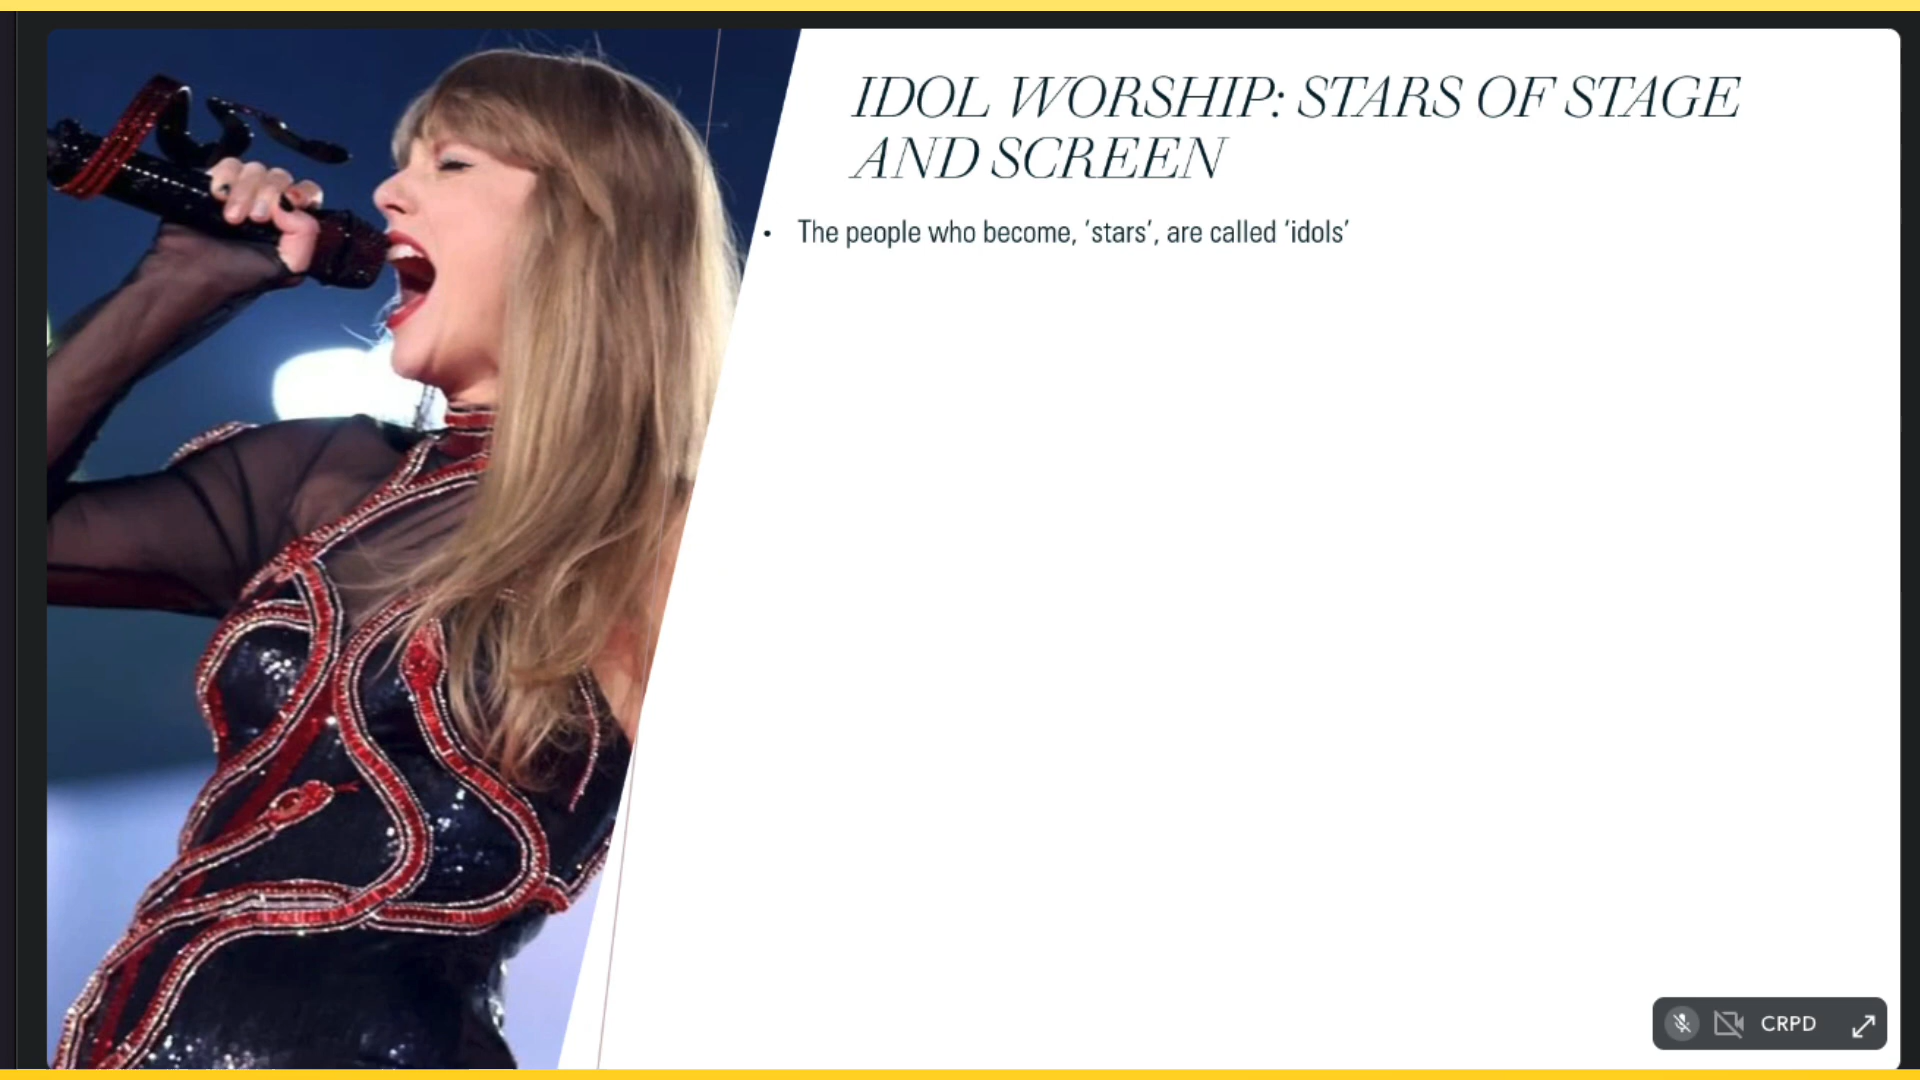 IDOL WORSHIP: STARS OF STAGE
AND SCREEN
• The people who become, ‘stars’, are called ‘idols’
CRPD